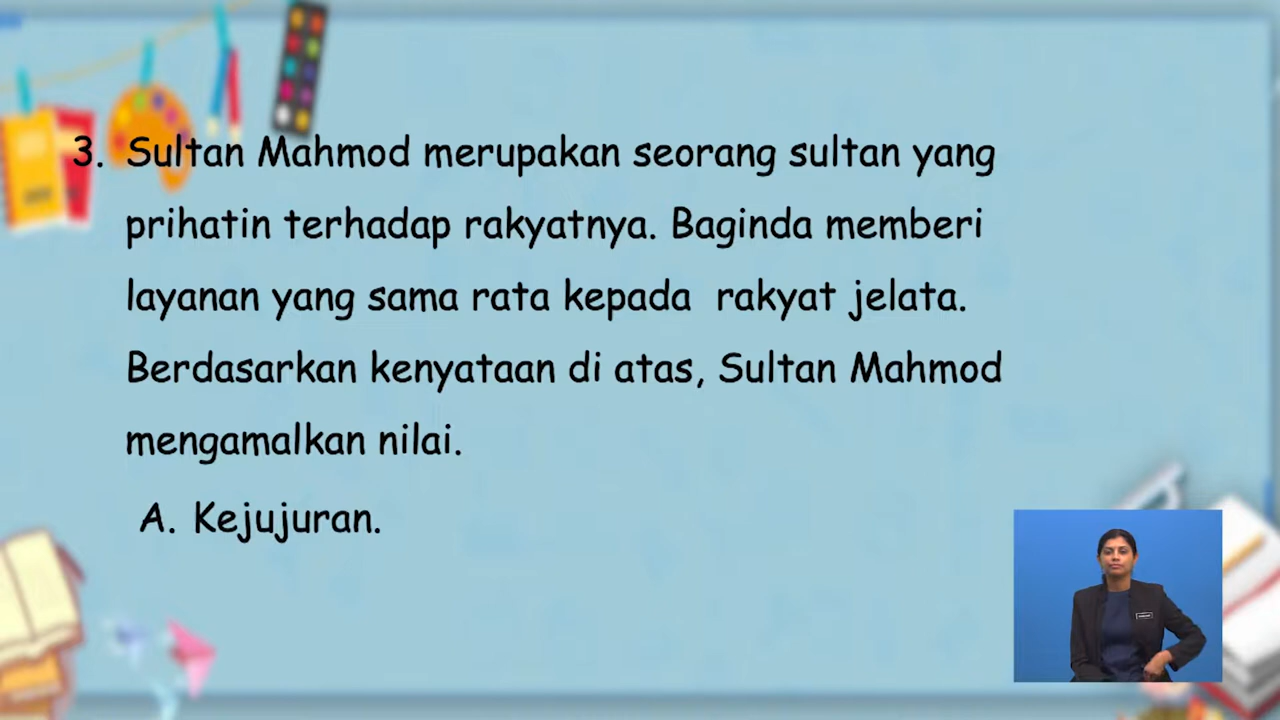 3. Sultan Mahmod merupakan seorang sultan yang
prihatin terhadap rakyatnya. Baginda memberi
layanan yang sama rata kepada rakyat jelata.
Berdasarkan kenyataan di atas, Sultan Mahmod
mengamalkan nilai.
A. Kejujuran.